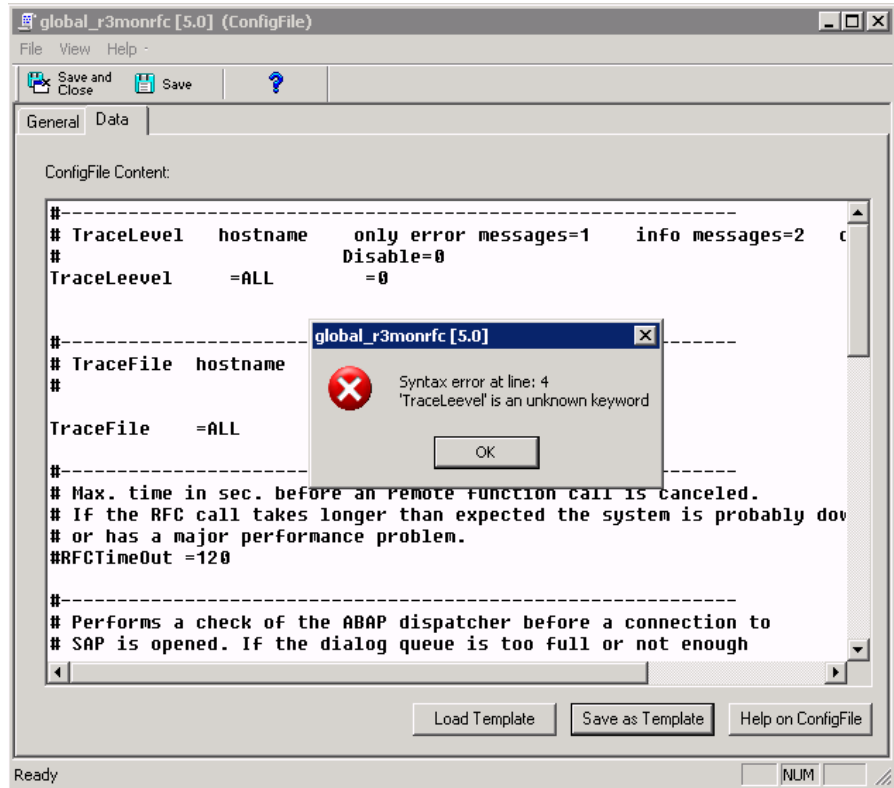 global_r3monrfc [5.0] (ConfigFile)
File View Help -
Save and Close Save ?
General Data
ConfigFile Content:
#----------------------------------------------------------
# TraceLevel hostname only error messages=1 info messages=2
# Disable=0
TraceLeevel =ALL =0
#----------------------------------------------------------
# TraceFile hostname
#
TraceFile =ALL
global_r3monrfc [5.0]
Syntax error at line: 4
'TraceLeevel' is an unknown keyword
OK
#----------------------------------------------------------
# Max. time in sec. before an remote function call is canceled.
# If the RFC call takes longer than expected the system is probably
# or has a major performance problem.
#RFCTimeOut =120
#----------------------------------------------------------
# Performs a check of the ABAP dispatcher before a connection to
# SAP is opened. If the dialog queue is too full or not enough
Load Template Save as Template Help on ConfigFile
Ready NUM